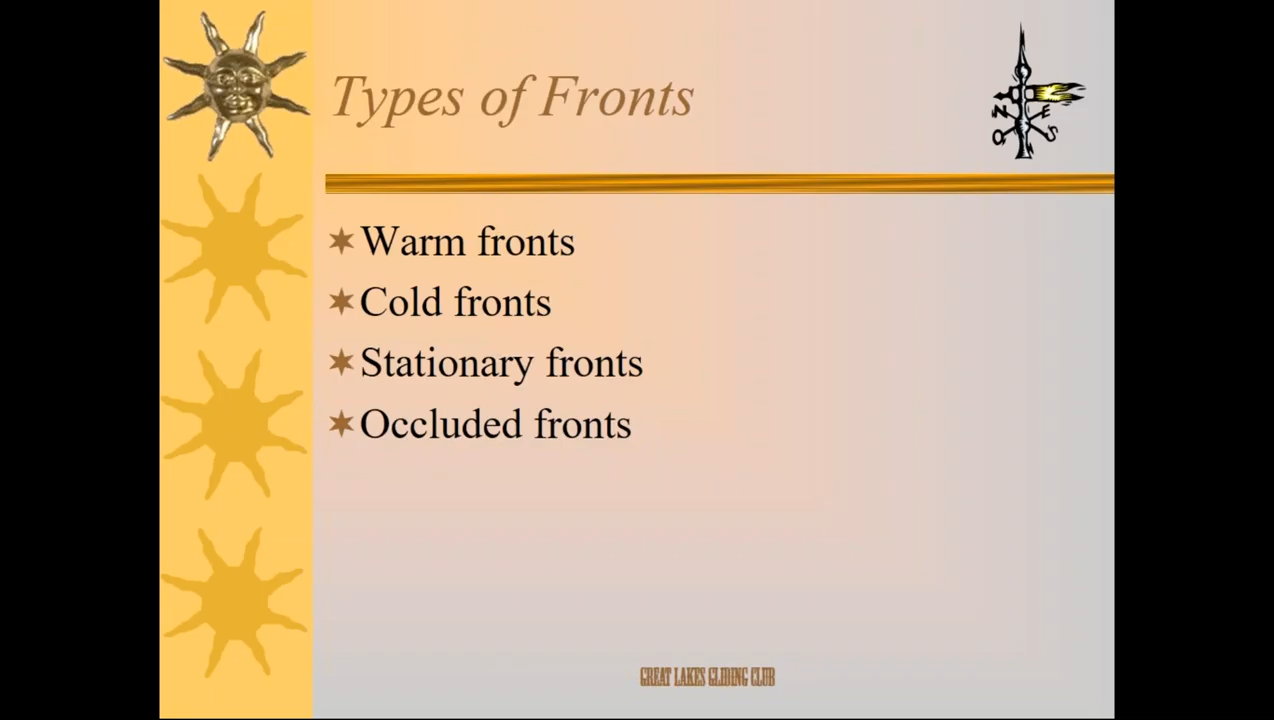 Types of Fronts
Warm fronts
Cold fronts
Stationary fronts
Occluded fronts
GREAT LAKES GLIDING CLUB